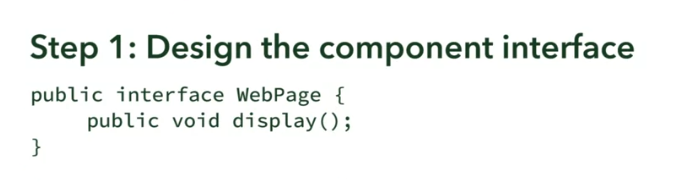 Step 1: Design the component interface
public interface WebPage {
public void display();
}